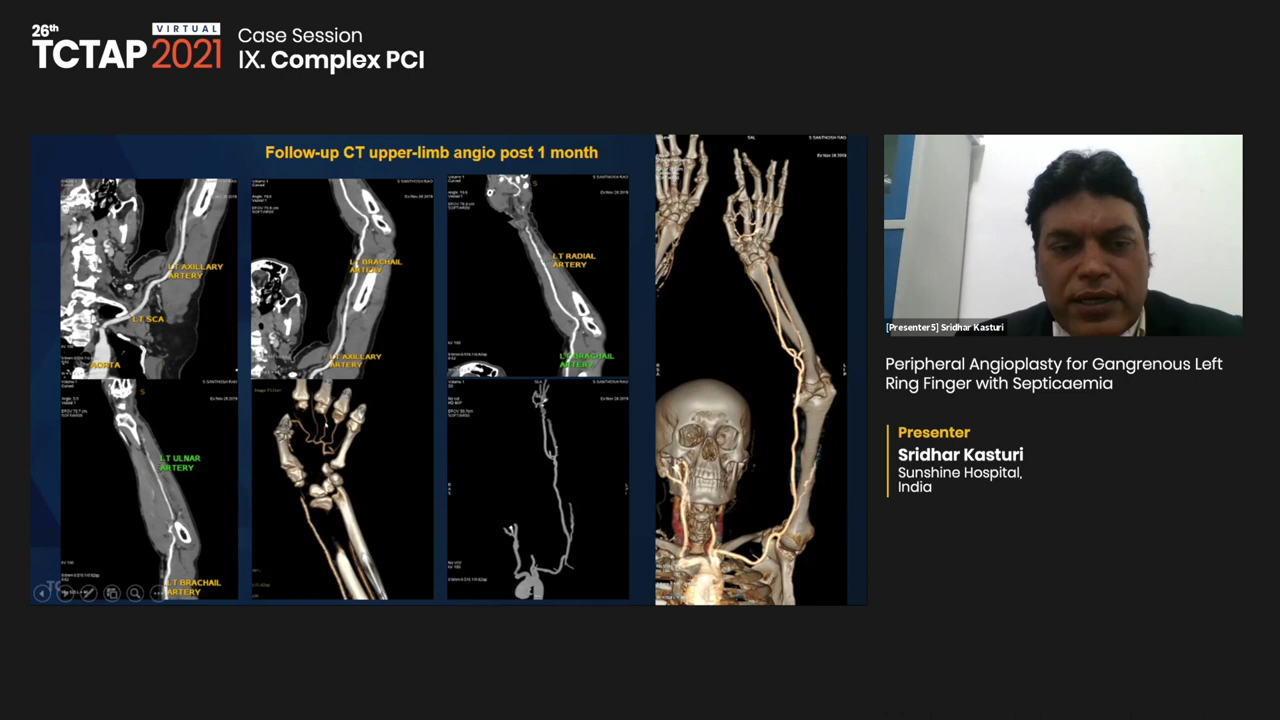 26th
VIRTUAL
TCTAP 2021
Case Session
IX. Complex PCI
Follow-up CT upper-limb angio post 1 month
LT AXILLARY
ARTERY
LT SCA
AORTA
LT BRACHAIL
ARTERY
LT AXILLARY
ARTERY
LT RADIAL
ARTERY
LT BRACHAIL
ARTERY
LT ULNAR
ARTERY
LT BRACHAIL
ARTERY
[Presenter5] Sridhar Kasturi
Peripheral Angioplasty for Gangrenous Left
Ring Finger with Septicaemia
Presenter
Sridhar Kasturi
Sunshine Hospital,
India